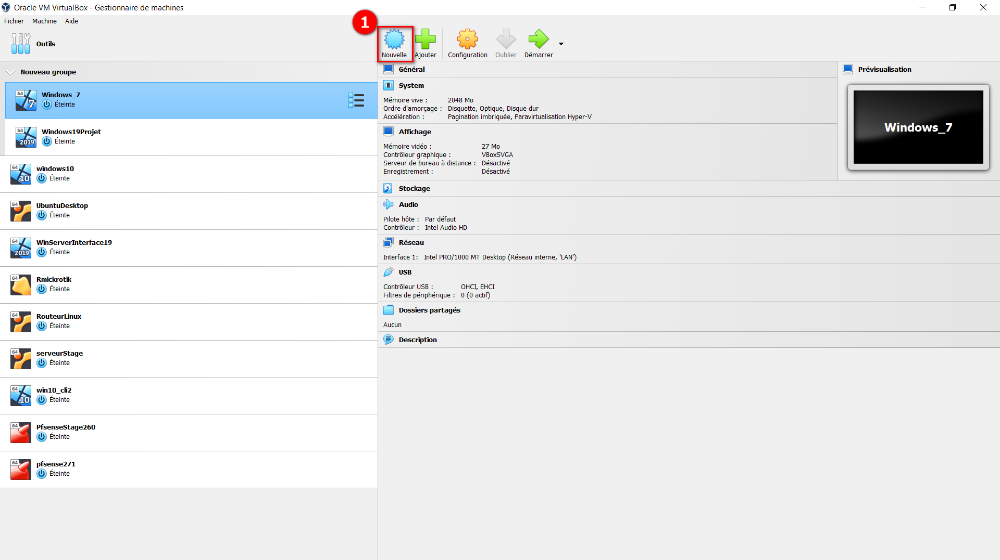 Oracle VM VirtualBox - Gestionnaire de machines
Fichier Machine Aide
Outils
1
Nouvelle Ajouter Configuration Oublier Démarrer
Nouveau groupe
64 7 Windows_7
Éteinte
64 2019 Windows19Projet
Éteinte
64 10 windows10
Éteinte
64 UbuntuDesktop
Éteinte
64 2019 WinServerInterface19
Éteinte
64 Rmickrotik
Éteinte
64 RouteurLinux
Éteinte
64 serveurStage
Éteinte
64 10 win10_cli2
Éteinte
64 PfsenseStage260
Éteinte
64 pfsense271
Éteinte
Général
System
Mémoire vive : 2048 Mo
Ordre d'amorçage : Disquette, Optique, Disque dur
Accélération : Pagination imbriquée, Paravirtualisation Hyper-V
Affichage
Mémoire vidéo : 27 Mo
Contrôleur graphique : VBoxSVGA
Serveur de bureau à distance : Désactivé
Enregistrement : Désactivé
Stockage
Audio
Pilote hôte : Par défaut
Contrôleur : Intel Audio HD
Réseau
Interface 1: Intel PRO/1000 MT Desktop (Réseau interne, 'LAN')
USB
Contrôleur USB : OHCI, EHCI
Filtres de périphérique : 0 (0 actif)
Dossiers partagés
Aucun
Description
Prévisualisation
Windows_7